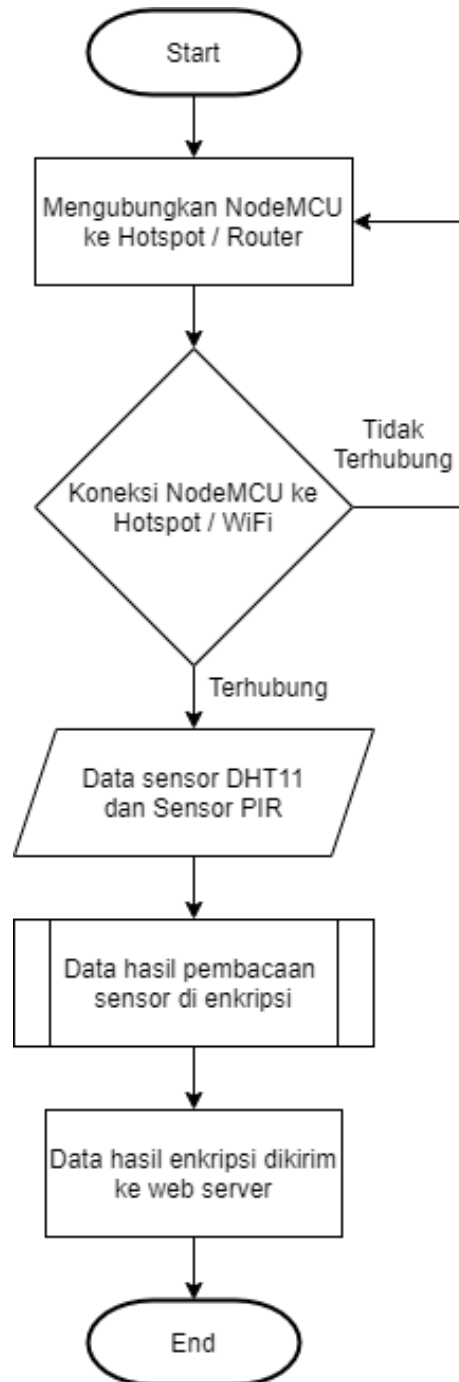 Start
Mengubungkan NodeMCU
ke Hotspot / Router
Tidak
Terhubung
Koneksi NodeMCU ke
Hotspot / WiFi
Terhubung
Data sensor DHT11
dan Sensor PIR
Data hasil pembacaan
sensor di enkripsi
Data hasil enkripsi dikirim
ke web server
End